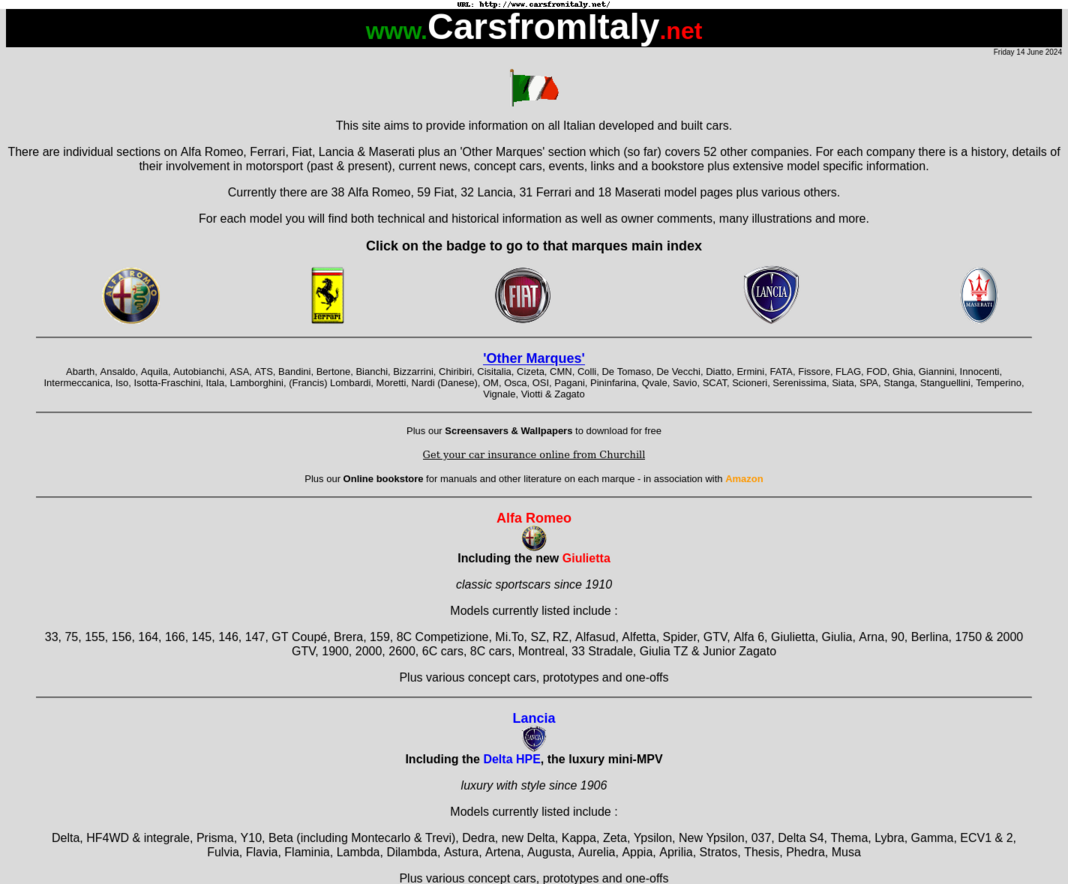 URL: http://www.carsfromitaly.net/
www.CarsfromItaly.net
Friday 14 June 2024
This site aims to provide information on all Italian developed and built cars.
There are individual sections on Alfa Romeo, Ferrari, Fiat, Lancia & Maserati plus an 'Other Marques' section which (so far) covers 52 other companies. For each company there is a history, details of
their involvement in motorsport (past & present), current news, concept cars, events, links and a bookstore plus extensive model specific information.
Currently there are 38 Alfa Romeo, 59 Fiat, 32 Lancia, 31 Ferrari and 18 Maserati model pages plus various others.
For each model you will find both technical and historical information as well as owner comments, many illustrations and more.
Click on the badge to go to that marques main index
ALFA ROMEO
Ferrari
FIAT
LANCIA
MASERATI
'Other Marques'
Abarth, Ansaldo, Aquila, Autobianchi, ASA, ATS, Bandini, Bertone, Bianchi, Bizzarrini, Chiribiri, Cisitalia, Cizeta, CMN, Colli, De Tomaso, De Vecchi, Diatto, Ermini, FATA, Fissore, FLAG, FOD, Ghia, Giannini, Innocenti,
Intermeccanica, Iso, Isotta-Fraschini, Itala, Lamborghini, (Francis) Lombardi, Moretti, Nardi (Danese), OM, Osca, OSI, Pagani, Pininfarina, Qvale, Savio, SCAT, Scioneri, Serenissima, Siata, SPA, Stanga, Stanguellini, Temperino,
Vignale, Viotti & Zagato
Plus our Screensavers & Wallpapers to download for free
Get your car insurance online from Churchill
Plus our Online bookstore for manuals and other literature on each marque - in association with Amazon
Alfa Romeo
Including the new Giulietta
classic sportscars since 1910
Models currently listed include :
33, 75, 155, 156, 164, 166, 145, 146, 147, GT Coupé, Brera, 159, 8C Competizione, Mi.To, SZ, RZ, Alfasud, Alfetta, Spider, GTV, Alfa 6, Giulietta, Giulia, Arna, 90, Berlina, 1750 & 2000
GTV, 1900, 2000, 2600, 6C cars, 8C cars, Montreal, 33 Stradale, Giulia TZ & Junior Zagato
Plus various concept cars, prototypes and one-offs
Lancia
LANCIA
Including the Delta HPE, the luxury mini-MPV
luxury with style since 1906
Models currently listed include :
Delta, HF4WD & integrale, Prisma, Y10, Beta (including Montecarlo & Trevi), Dedra, new Delta, Kappa, Zeta, Ypsilon, New Ypsilon, 037, Delta S4, Thema, Lybra, Gamma, ECV1 & 2,
Fulvia, Flavia, Flaminia, Lambda, Dilambda, Astura, Artena, Augusta, Aurelia, Appia, Aprilia, Stratos, Thesis, Phedra, Musa
Plus various concept cars, prototypes and one-offs